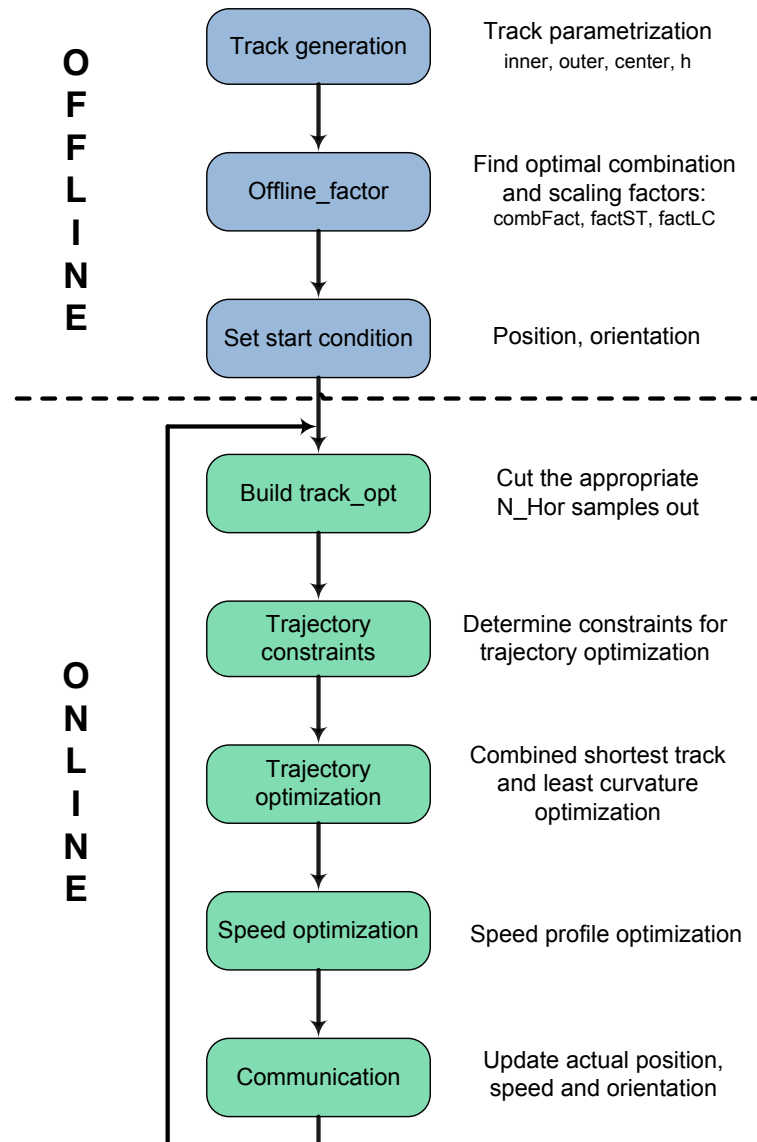 OFFLINE
Track generation
Track parametrization
inner, outer, center, h
Offline_factor
Find optimal combination
and scaling factors:
combFact, factST, factLC
Set start condition
Position, orientation
ONLINE
Build track_opt
Cut the appropriate
N_Hor samples out
Trajectory
constraints
Determine constraints for
trajectory optimization
Trajectory
optimization
Combined shortest track
and least curvature
optimization
Speed optimization
Speed profile optimization
Communication
Update actual position,
speed and orientation